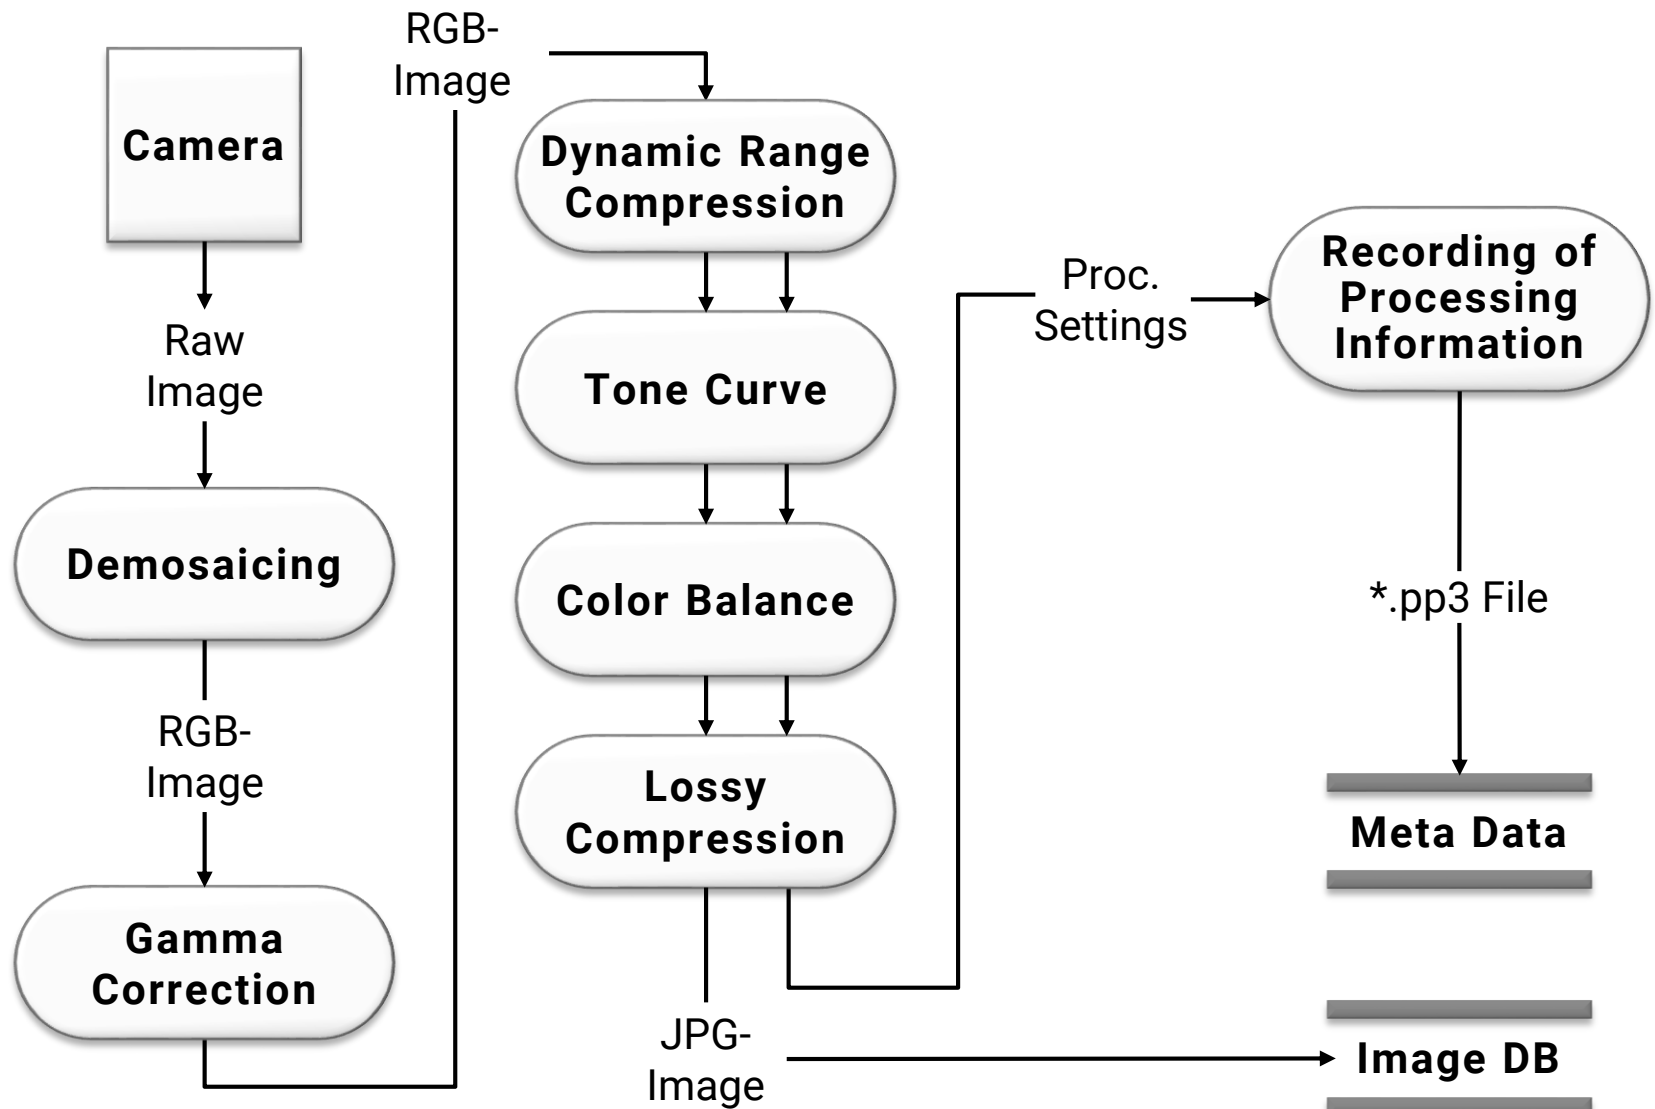 Camera
Raw
Image
Demosaicing
RGB-
Image
Gamma
Correction
RGB-
Image
Dynamic Range
Compression
Tone Curve
Color Balance
Lossy
Compression
JPG-
Image
Proc.
Settings
Recording of
Processing
Information
*.pp3 File
Meta Data
Image DB